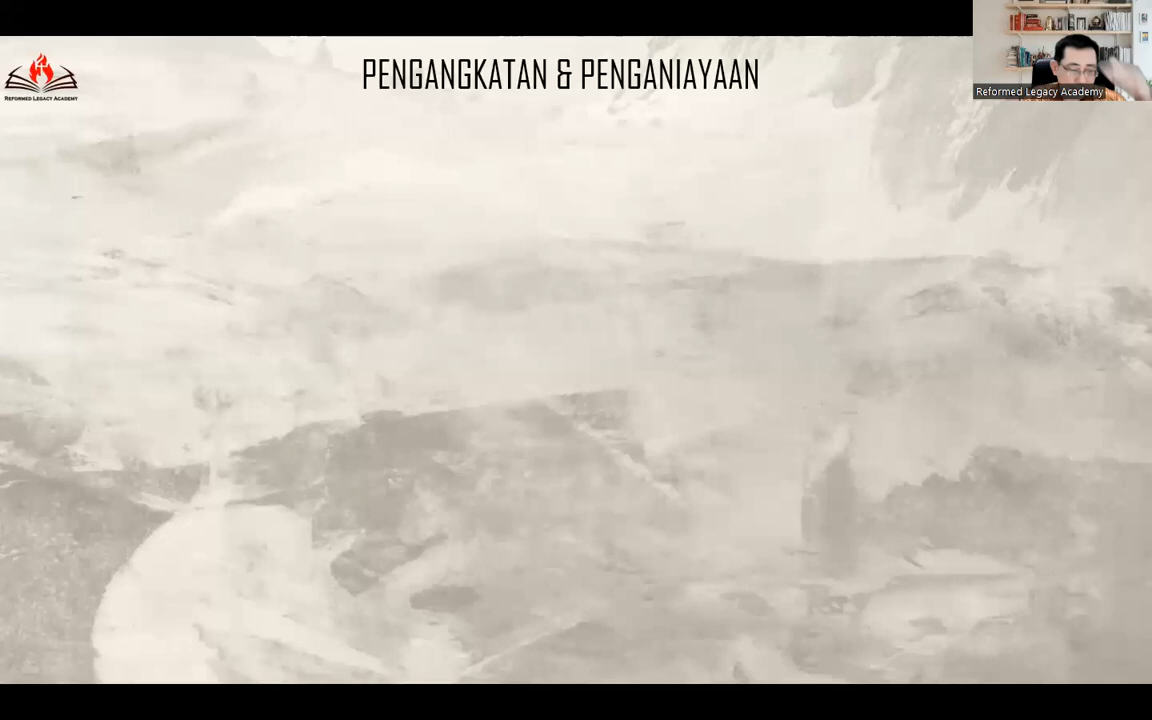 PENGANGKATAN & PENGANIAYAAN
REFORMED LEGACY ACADEMY
Reformed Legacy Academy